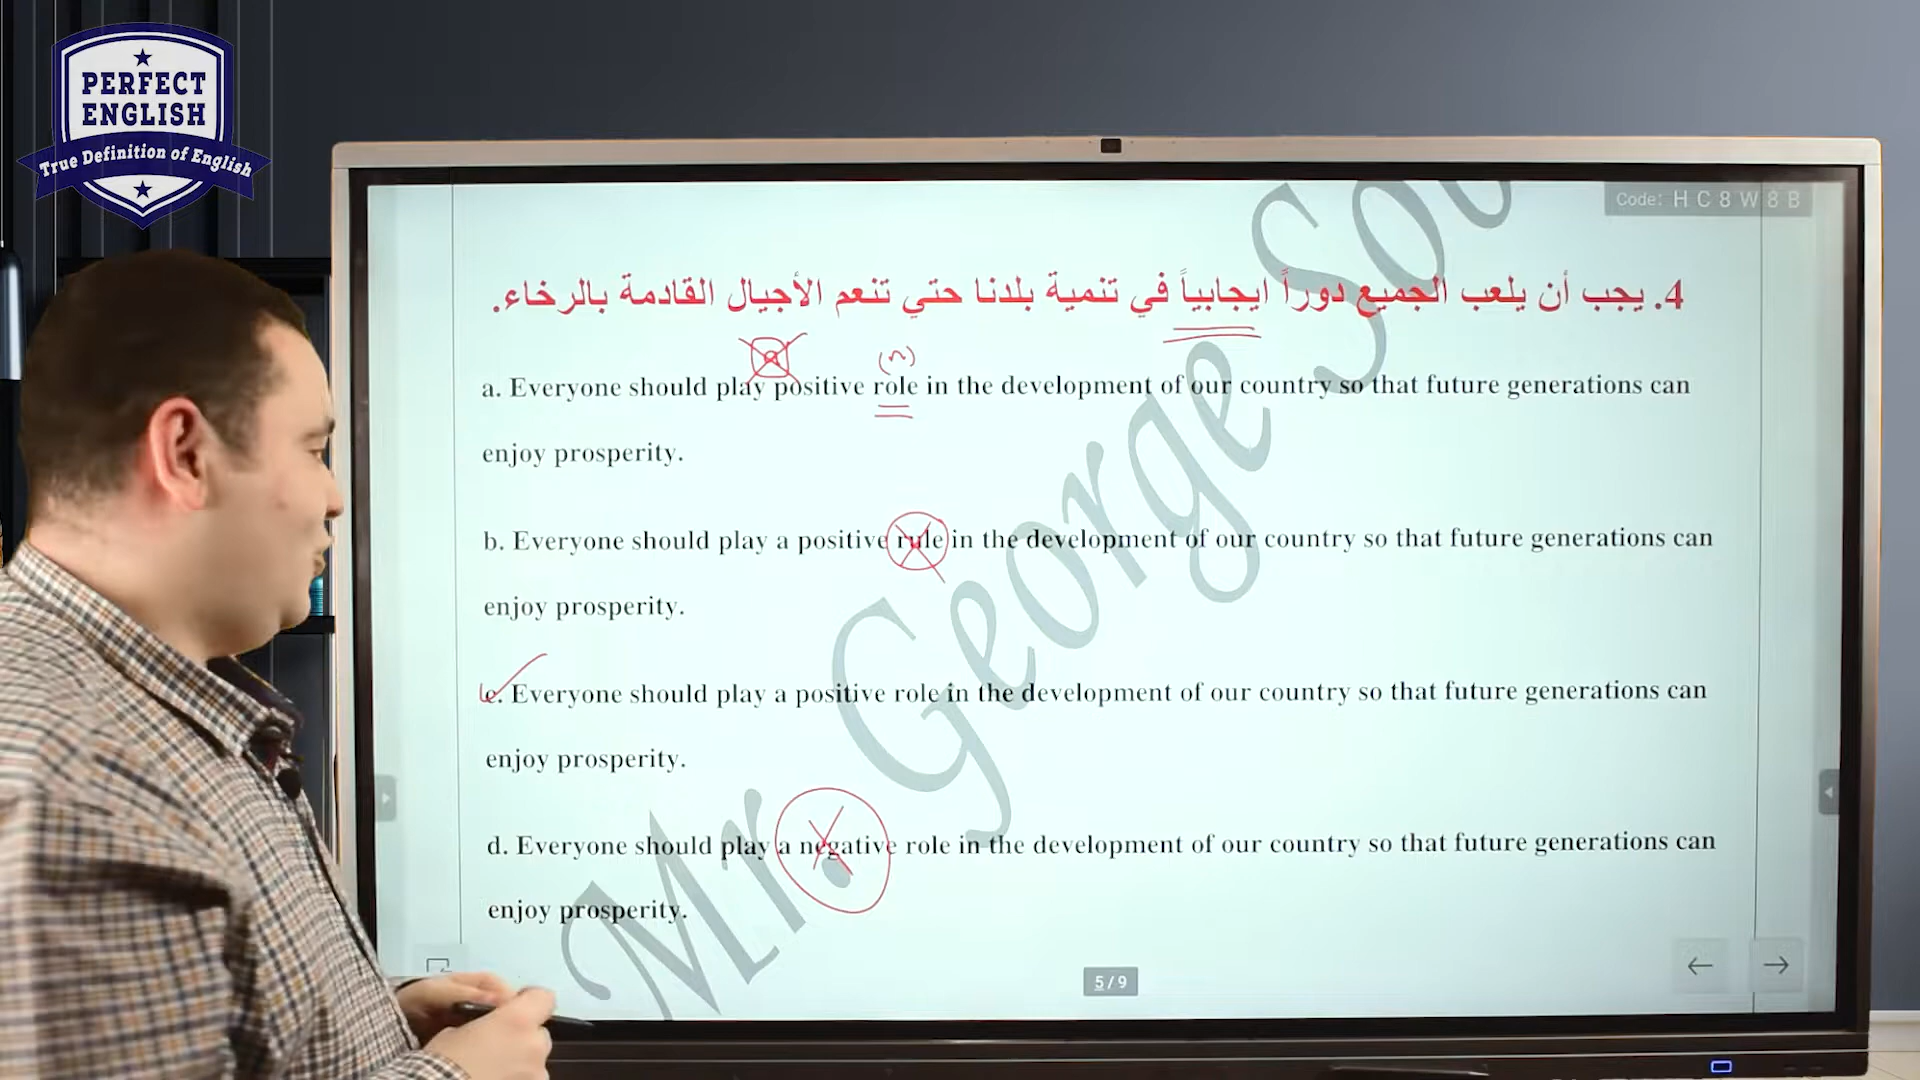 PERFECT
ENGLISH
True Definition of English
Code: HC8W8B
4. يجب أن يلعب الجميع دوراً ايجابياً في تنمية بلدنا حتي تنعم الأجيال القادمة بالرخاء.
a
(n)
a. Everyone should play positive role in the development of our country so that future generations can
enjoy prosperity.
b. Everyone should play a positive rule in the development of our country so that future generations can
enjoy prosperity.
c. Everyone should play a positive role in the development of our country so that future generations can
enjoy prosperity.
d. Everyone should play a negative role in the development of our country so that future generations can
enjoy prosperity.
Mr. George
5/9